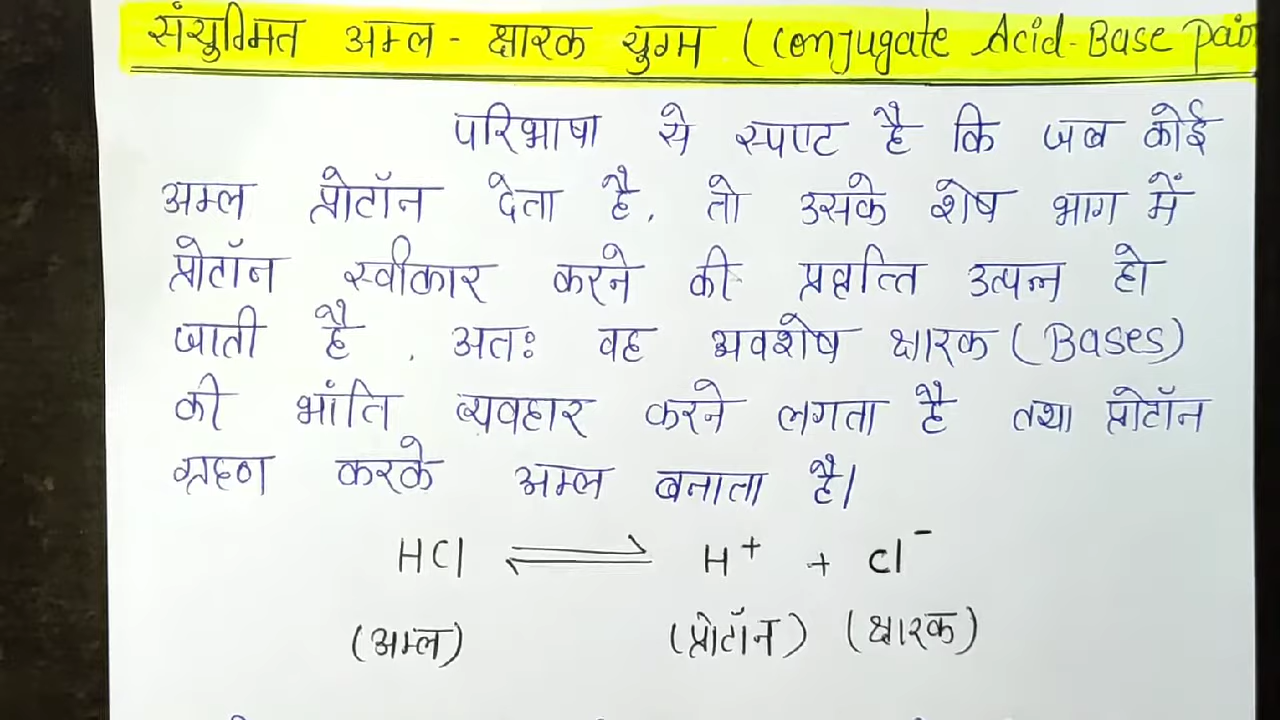 संयुग्मित अम्ल - क्षारक युग्म (Conjugate Acid-Base pair
परिभाषा से स्पष्ट है कि जब कोई
अम्ल प्रोटॉन देता है, तो उसके शेष भाग में
प्रोटॉन स्वीकार करने की प्रवृत्ति उत्पन्न हो
जाती है , अतः वह अवशेष क्षारक (Bases)
की भांति व्यवहार करने लगता है तथा प्रोटॉन
ग्रहण करके अम्ल बनाता है।
HCl ⇌ H⁺ + Cl⁻
(अम्ल) (प्रोटॉन) (क्षारक)